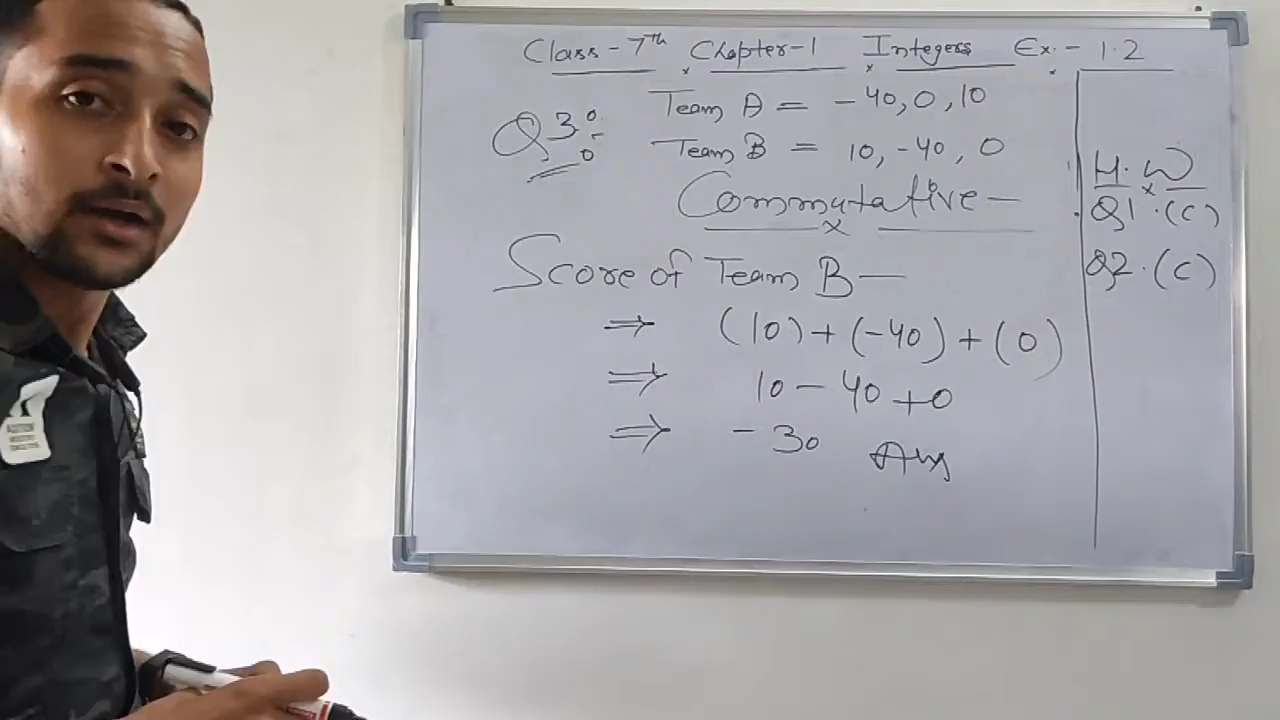 Class - 7th Chapter-1 Integers Ex. - 1.2
Q3:- Team A = - 40, 0, 10
Team B = 10, -40, 0
Commutative -
Score of Team B -
⇒ (10) + (-40) + (0)
⇒ 10 - 40 + 0
⇒ - 30 Ans
H.W
Q1.(C)
Q2.(C)